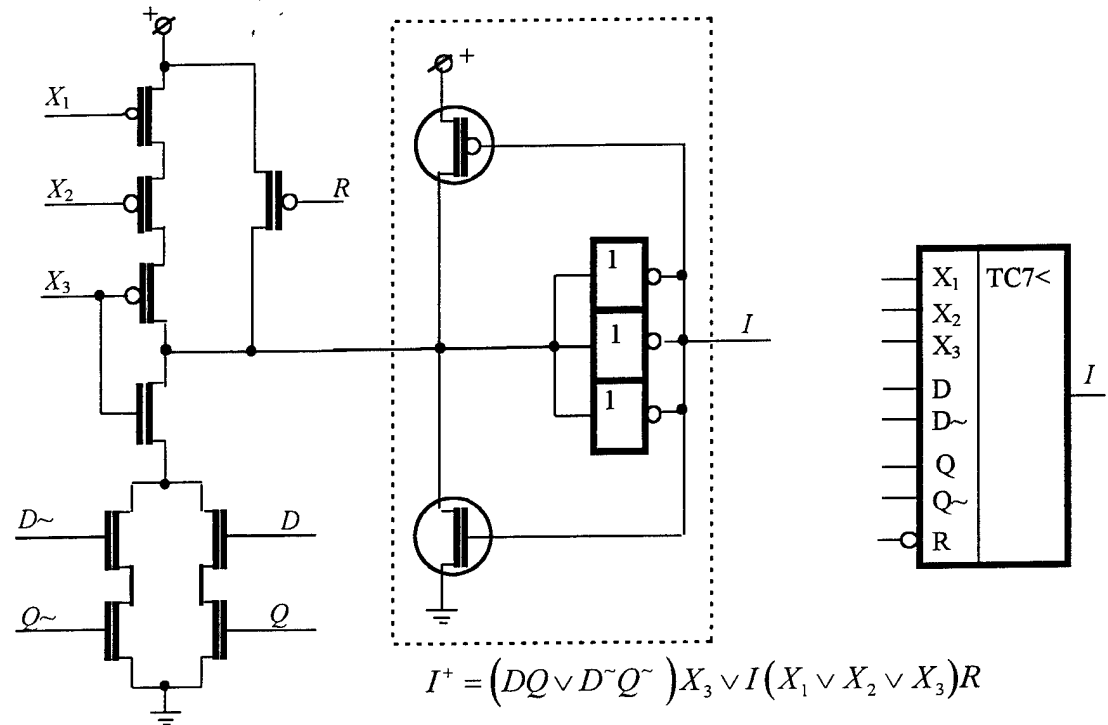 +
X₁
X₂
R
X₃
D~
D
Q~
Q
+
1
1
1
I
X₁ TC7<
X₂
X₃
D
D~
Q
Q~
R
I
I⁺ = (DQ ∨ D~Q~) X₃ ∨ I (X₁ ∨ X₂ ∨ X₃) R